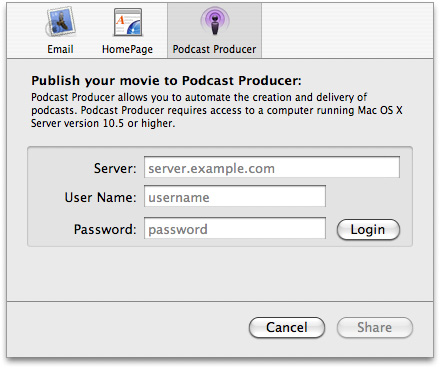 Email HomePage Podcast Producer
Publish your movie to Podcast Producer:
Podcast Producer allows you to automate the creation and delivery of
podcasts. Podcast Producer requires access to a computer running Mac OS X
Server version 10.5 or higher.
Server: server.example.com
User Name: username
Password: password Login
Cancel Share